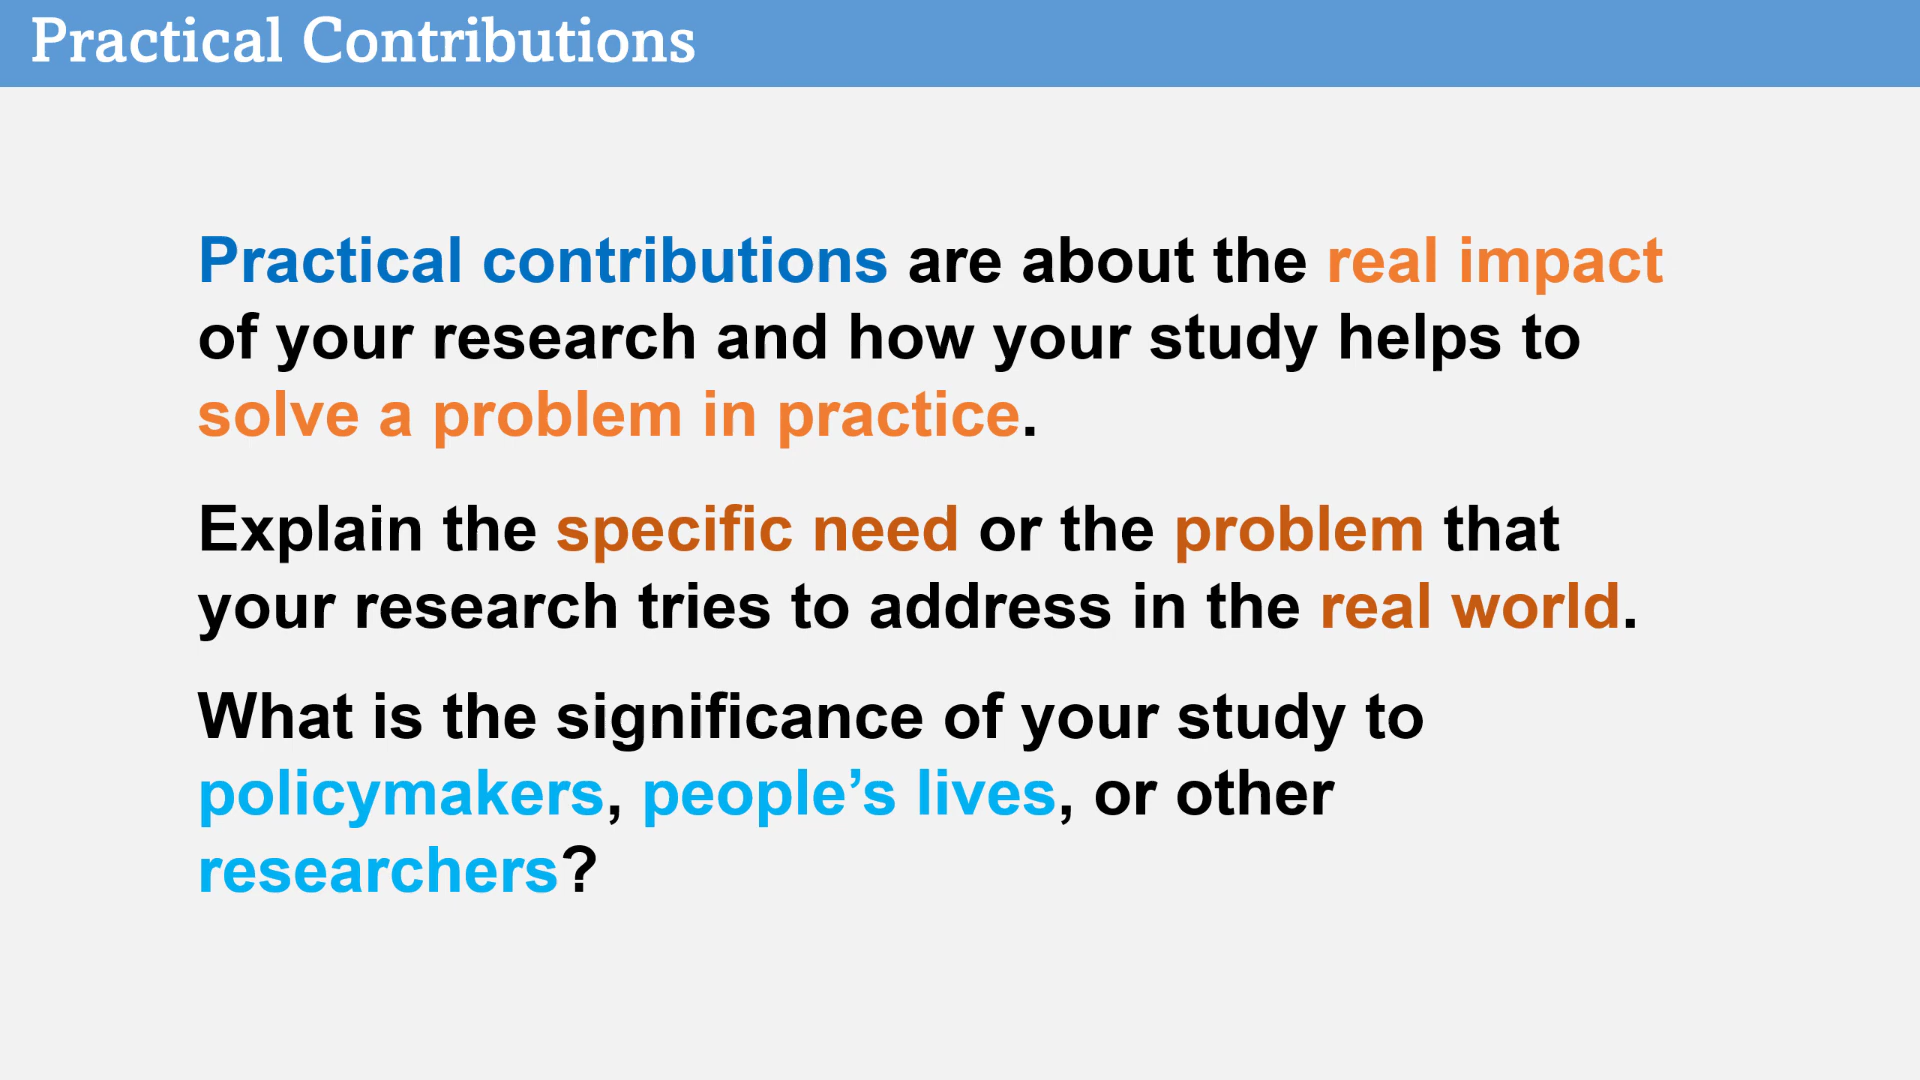 Practical Contributions
Practical contributions are about the real impact
of your research and how your study helps to
solve a problem in practice.
Explain the specific need or the problem that
your research tries to address in the real world.
What is the significance of your study to
policymakers, people’s lives, or other
researchers?